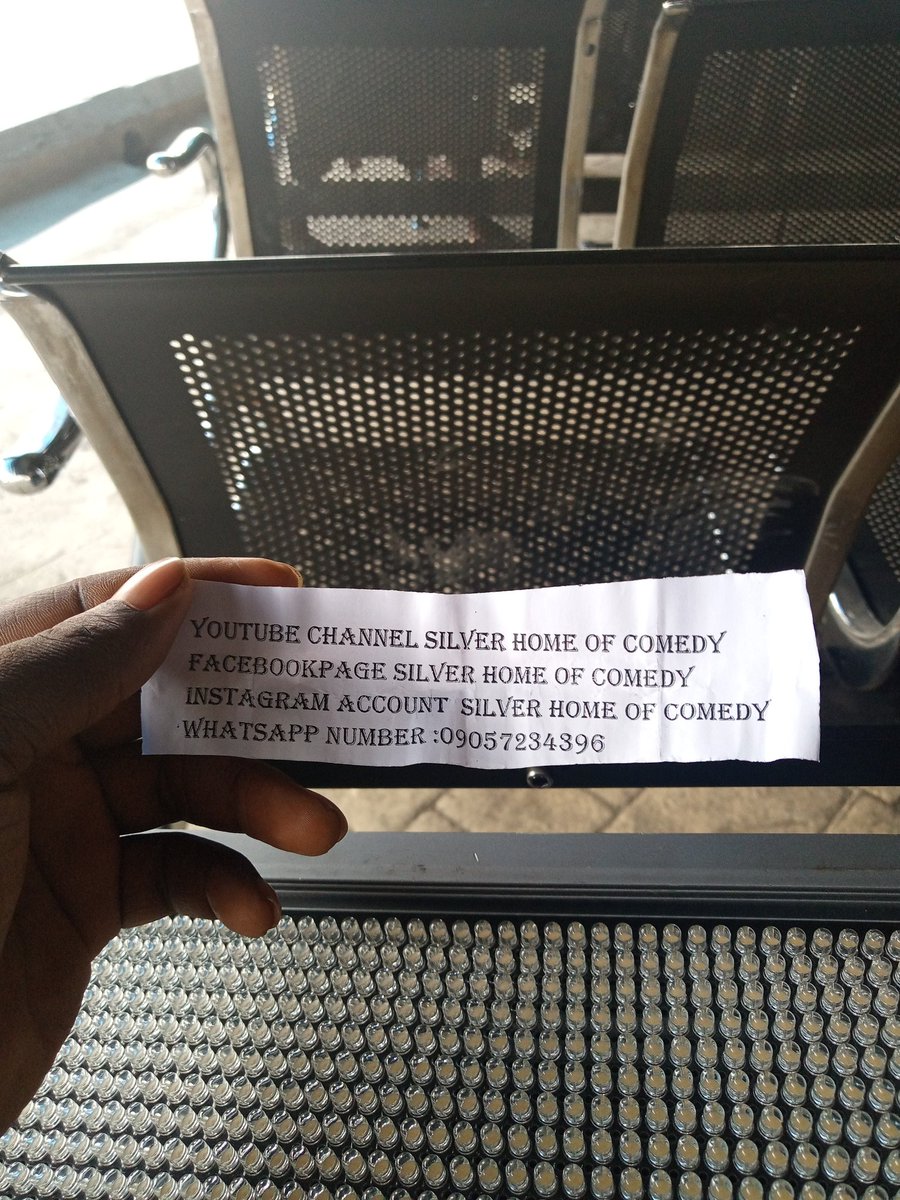 YOUTUBE CHANNEL SILVER HOME OF COMEDY
FACEBOOKPAGE SILVER HOME OF COMEDY
INSTAGRAM ACCOUNT SILVER HOME OF COMEDY
WHATSAPP NUMBER :09057234396